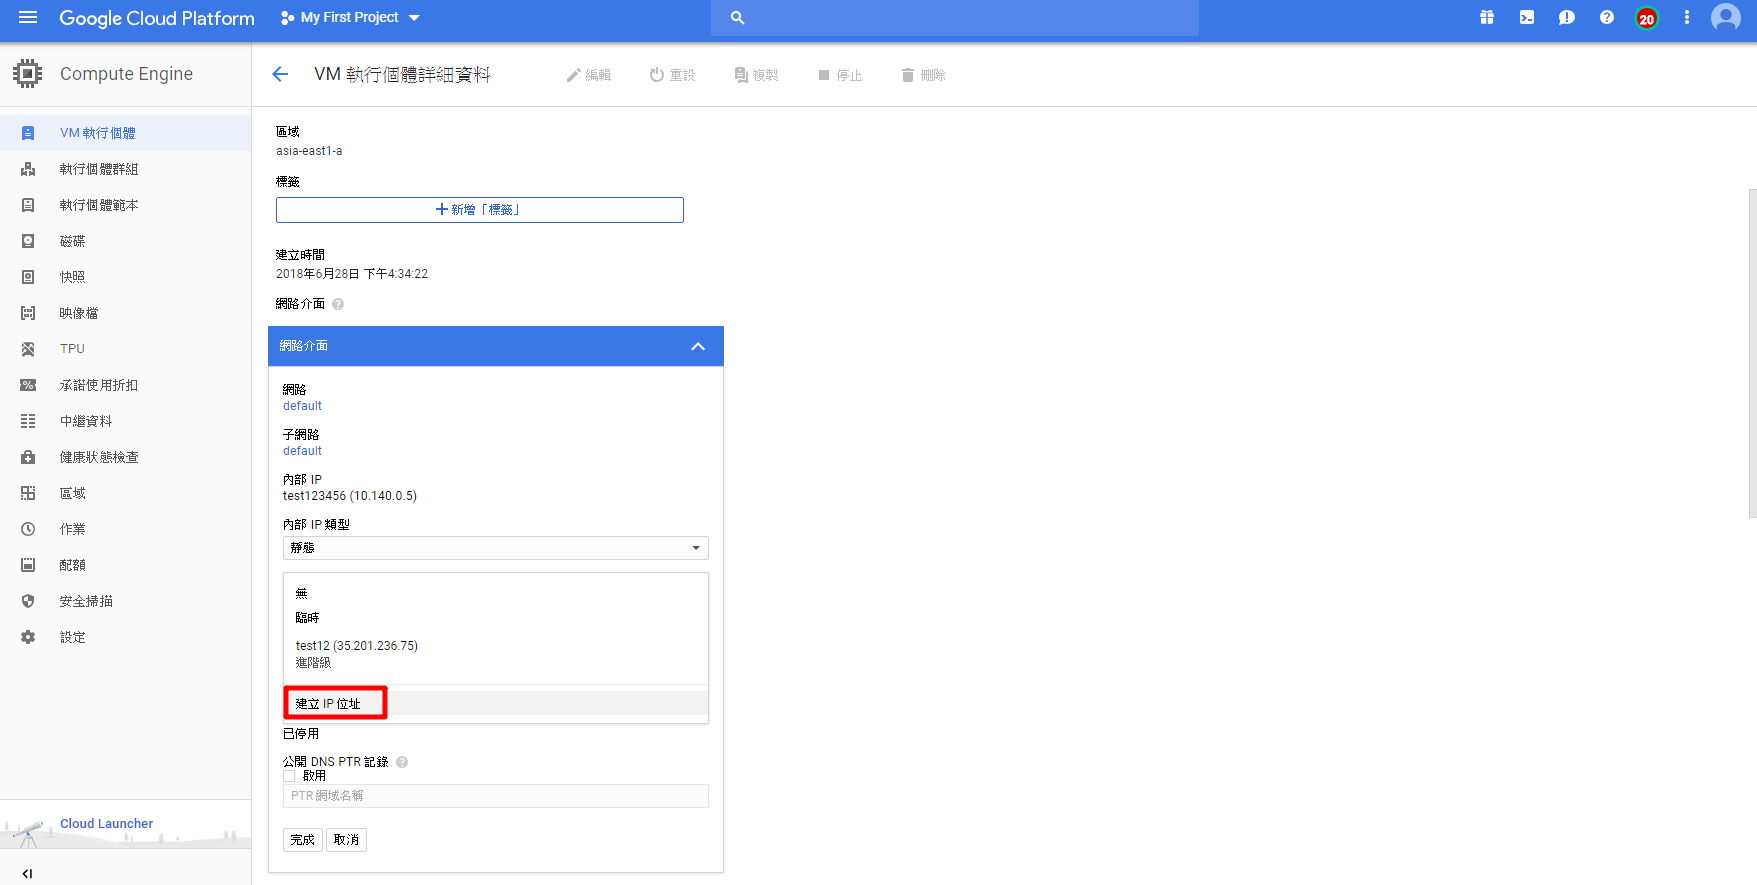 Google Cloud Platform
My First Project
20
Compute Engine
VM 執行個體詳細資料
編輯
重設
複製
停止
刪除
VM 執行個體
執行個體群組
執行個體範本
磁碟
快照
映像檔
TPU
承諾使用折扣
中繼資料
健康狀態檢查
區域
作業
配額
安全掃描
設定
Cloud Launcher
區域
asia-east1-a
標籤
新增「標籤」
建立時間
2018年6月28日 下午4:34:22
網路介面
網路介面
網路
default
子網路
default
內部 IP
test123456 (10.140.0.5)
內部 IP 類型
靜態
無
臨時
test12 (35.201.236.75)
進階級
建立 IP 位址
已停用
公開 DNS PTR 記錄
啟用
PTR 網域名稱
完成
取消